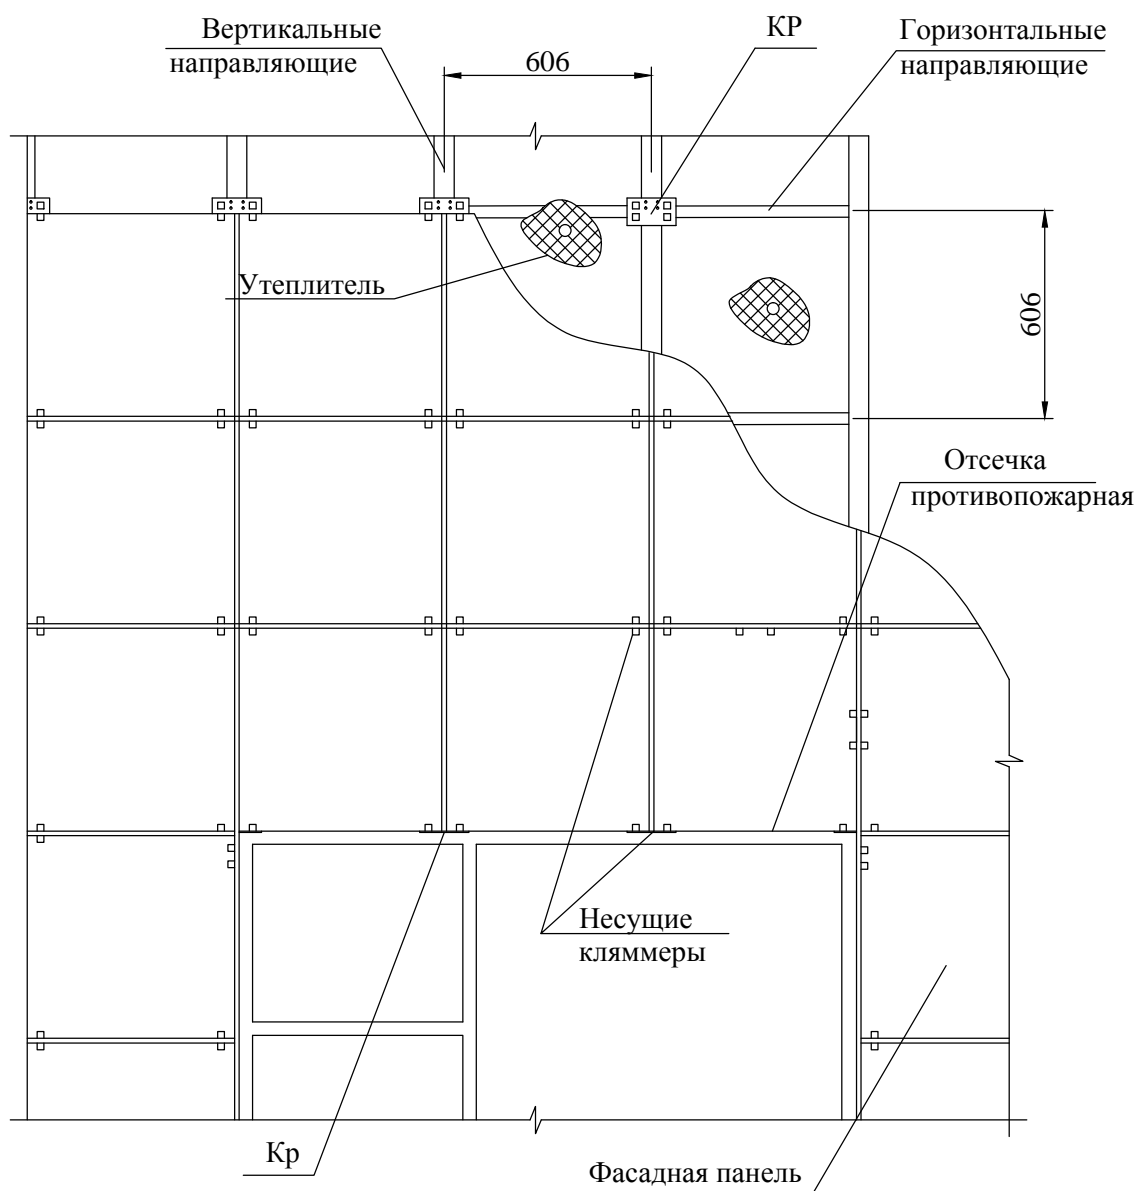 Вертикальные
направляющие
606
КР
Горизонтальные
направляющие
Утеплитель
606
Отсечка
противопожарная
Несущие
кляммеры
Кр
Фасадная панель